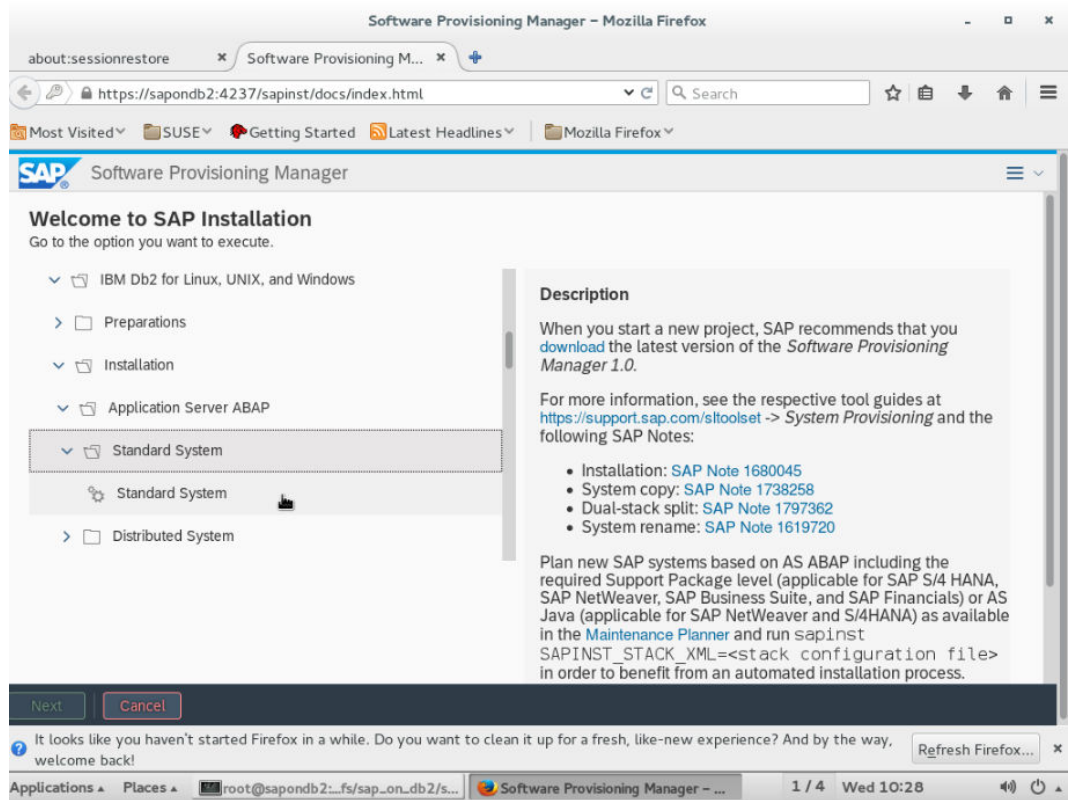 Software Provisioning Manager – Mozilla Firefox
about:sessionrestore
Software Provisioning M...
https://sapondb2:4237/sapinst/docs/index.html
Search
Most Visited
SUSE
Getting Started
Latest Headlines
Mozilla Firefox
SAP
Software Provisioning Manager
Welcome to SAP Installation
Go to the option you want to execute.
IBM Db2 for Linux, UNIX, and Windows
Preparations
Installation
Application Server ABAP
Standard System
Standard System
Distributed System
Description
When you start a new project, SAP recommends that you
download the latest version of the Software Provisioning
Manager 1.0.
For more information, see the respective tool guides at
https://support.sap.com/sltoolset -> System Provisioning and the
following SAP Notes:
• Installation: SAP Note 1680045
• System copy: SAP Note 1738258
• Dual-stack split: SAP Note 1797362
• System rename: SAP Note 1619720
Plan new SAP systems based on AS ABAP including the
required Support Package level (applicable for SAP S/4 HANA,
SAP NetWeaver, SAP Business Suite, and SAP Financials) or AS
Java (applicable for SAP NetWeaver and S/4HANA) as available
in the Maintenance Planner and run sapinst
SAPINST_STACK_XML=<stack configuration file>
in order to benefit from an automated installation process.
Next
Cancel
It looks like you haven't started Firefox in a while. Do you want to clean it up for a fresh, like-new experience? And by the way,
welcome back!
Refresh Firefox...
Applications
Places
root@sapondb2:_fs/sap_on_db2/s...
Software Provisioning Manager – ...
1 / 4
Wed 10:28